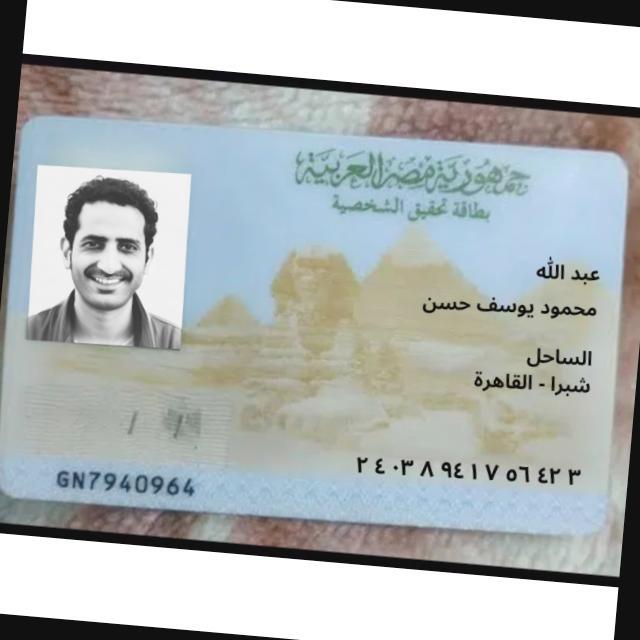 جمهورية مصر العربية
بطاقة تحقيق الشخصية
عبد الله
محمود يوسف حسن
الساحل
شبرا - القاهرة
٢٤٠٣٨٩٤١٧٥٦٤٢٣
GN7940964